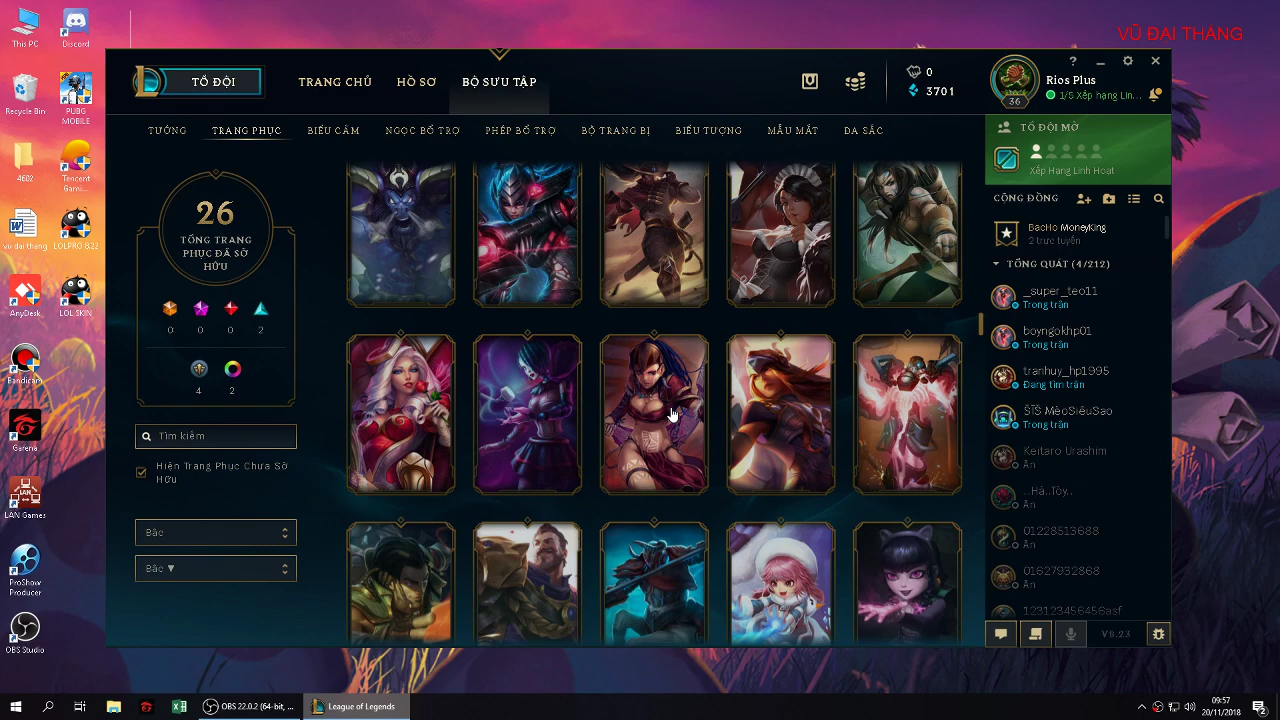 VŨ ĐAI THĂNG
This PC
Discord
Recycle Bin
PUBG
MOBILE
4602
Tencent
Gami...
vu dai thang
LOLPRO 8.22
AnyDesk
LOL SKIN
Bandicam
Garena
LAN Games
ProShow
Producer
OBS Studio
TỔ ĐỘI
TRANG CHỦ
HỒ SƠ
BỘ SƯU TẬP
0
3701
36
Rios Plus
1/5 Xếp hạng Lin...
TƯỚNG
TRANG PHỤC
BIỂU CẢM
NGỌC BỔ TRỢ
PHÉP BỔ TRỢ
BỘ TRANG BỊ
BIỂU TƯỢNG
MẪU MẮT
ĐA SẮC
26
TỔNG TRANG
PHỤC ĐÃ SỞ
HỮU
0
0
0
2
4
2
Tìm kiếm
Hiện Trang Phục Chưa Sở
Hữu
Bậc
Bậc ▼
TỔ ĐỘI MỞ
Xếp Hạng Linh Hoạt
CỘNG ĐỒNG
BacHo MoneyKing
2 trực tuyến
TỔNG QUÁT (4/212)
_super_teo11
Trong trận
boyngokhp01
Trong trận
tranhuy_hp1995
Đang tìm trận
ŠĨŠ MèoSiêuSao
Trong trận
Keitaro Urashim
Ẩn
..Hà..Tòy..
Ẩn
01228513688
Ẩn
01627932868
Ẩn
123123456456asf
V8.23
OBS 22.0.2 (64-bit, ...
League of Legends
09:57
20/11/2018
2